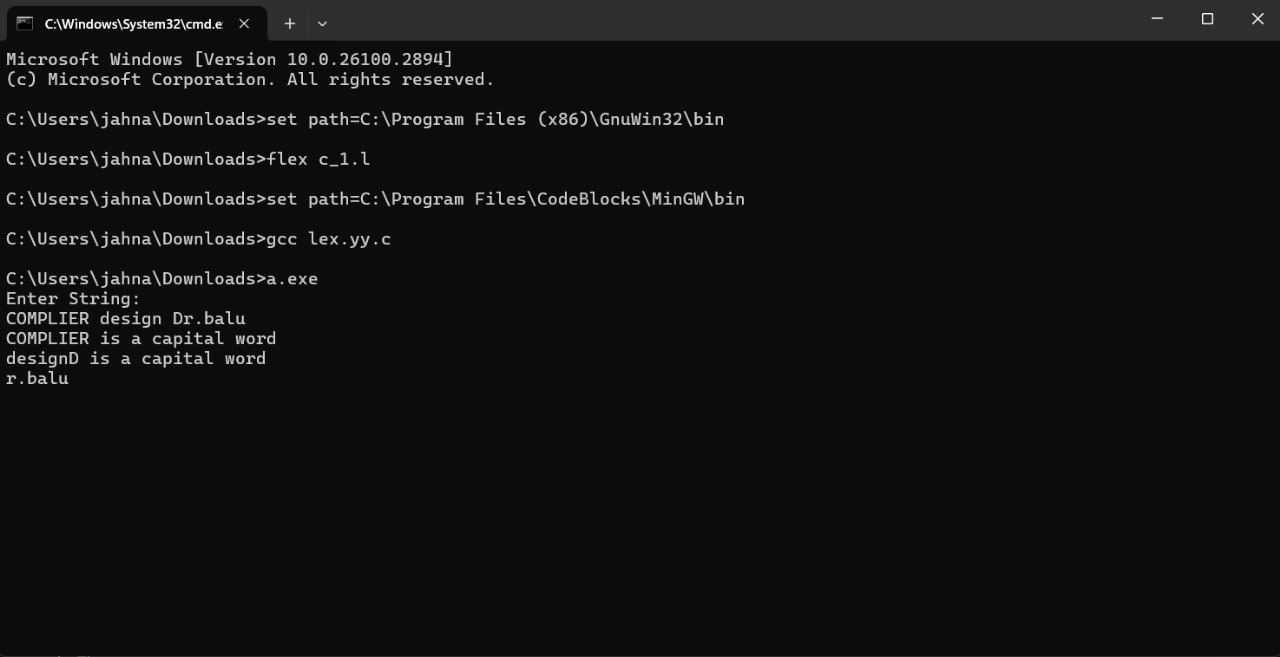 C:\Windows\System32\cmd.e
Microsoft Windows [Version 10.0.26100.2894]
(c) Microsoft Corporation. All rights reserved.
C:\Users\jahna\Downloads>set path=C:\Program Files (x86)\GnuWin32\bin
C:\Users\jahna\Downloads>flex c_1.l
C:\Users\jahna\Downloads>set path=C:\Program Files\CodeBlocks\MinGW\bin
C:\Users\jahna\Downloads>gcc lex.yy.c
C:\Users\jahna\Downloads>a.exe
Enter String:
COMPLIER design Dr.balu
COMPLIER is a capital word
designD is a capital word
r.balu